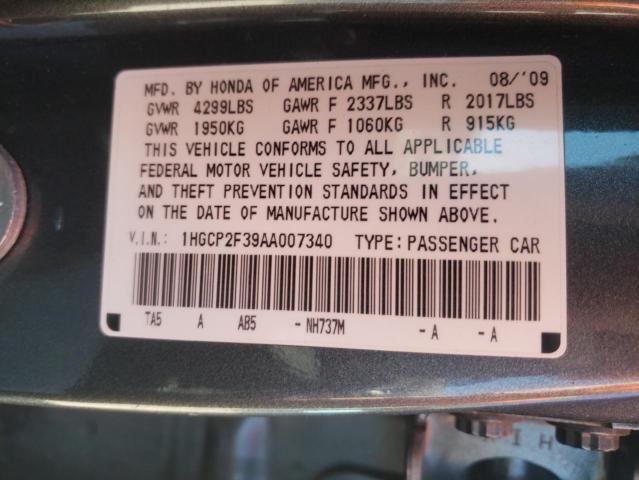 MFD. BY HONDA OF AMERICA MFG., INC. 08/'09
GVWR 4299LBS GAWR F 2337LBS R 2017LBS
GVWR 1950KG GAWR F 1060KG R 915KG
THIS VEHICLE CONFORMS TO ALL APPLICABLE
FEDERAL MOTOR VEHICLE SAFETY, BUMPER,
AND THEFT PREVENTION STANDARDS IN EFFECT
ON THE DATE OF MANUFACTURE SHOWN ABOVE.
V.I.N.: 1HGCP2F39AA007340 TYPE: PASSENGER CAR
TA5 A AB5 - NH737M - A - A
I H